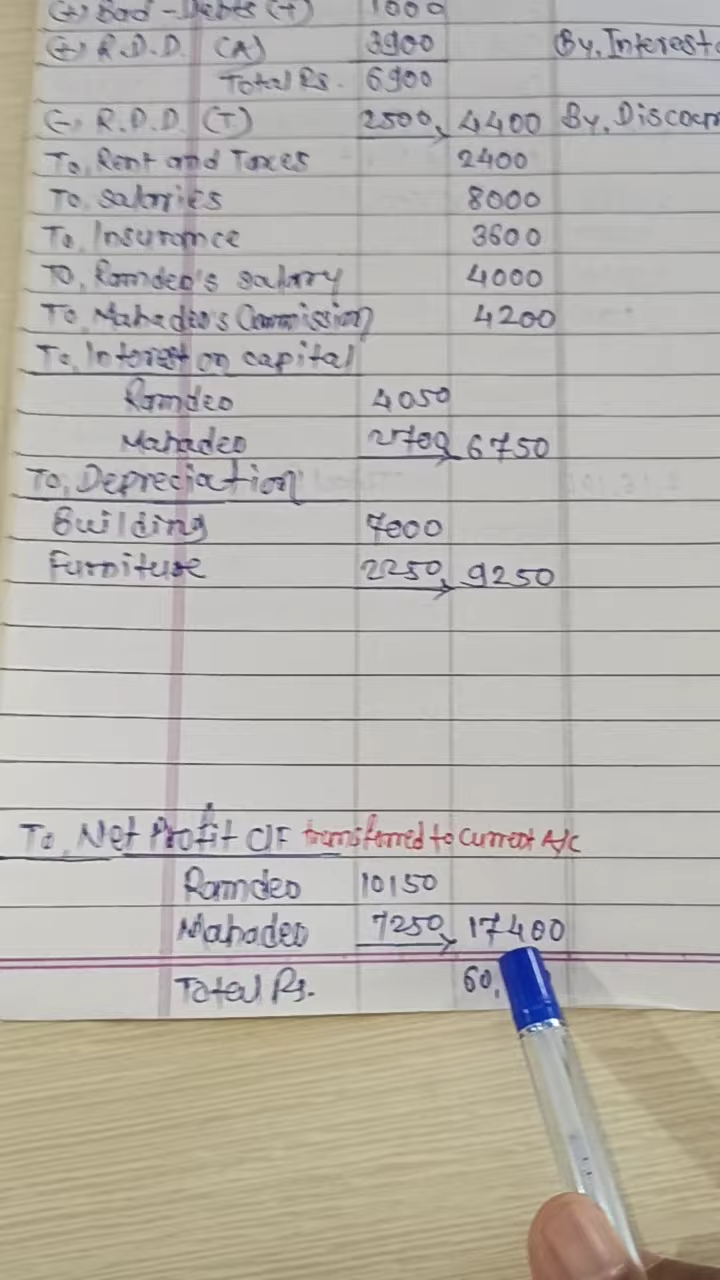 (+) Bad-Debts (T) 1000
(+) R.D.D. (A) 3900 By, Interest
Total Rs. 6900
(-) R.D.D. (T) 2500, 4400 By, Discoun
To, Rent and Taxes 2400
To, Salaries 8000
To, Insurance 3600
To, Ramdeo's salary 4000
To, Mahadeo's Commission 4200
To, Interest on capital
Ramdeo 4050
Mahadeo 2700, 6750
To, Depreciation
Building 7000
Furniture 2250, 9250
To, Net Profit C/F transferred to Current A/c
Ramdeo 10150
Mahadeo 7250, 17400
Total Rs. 60,